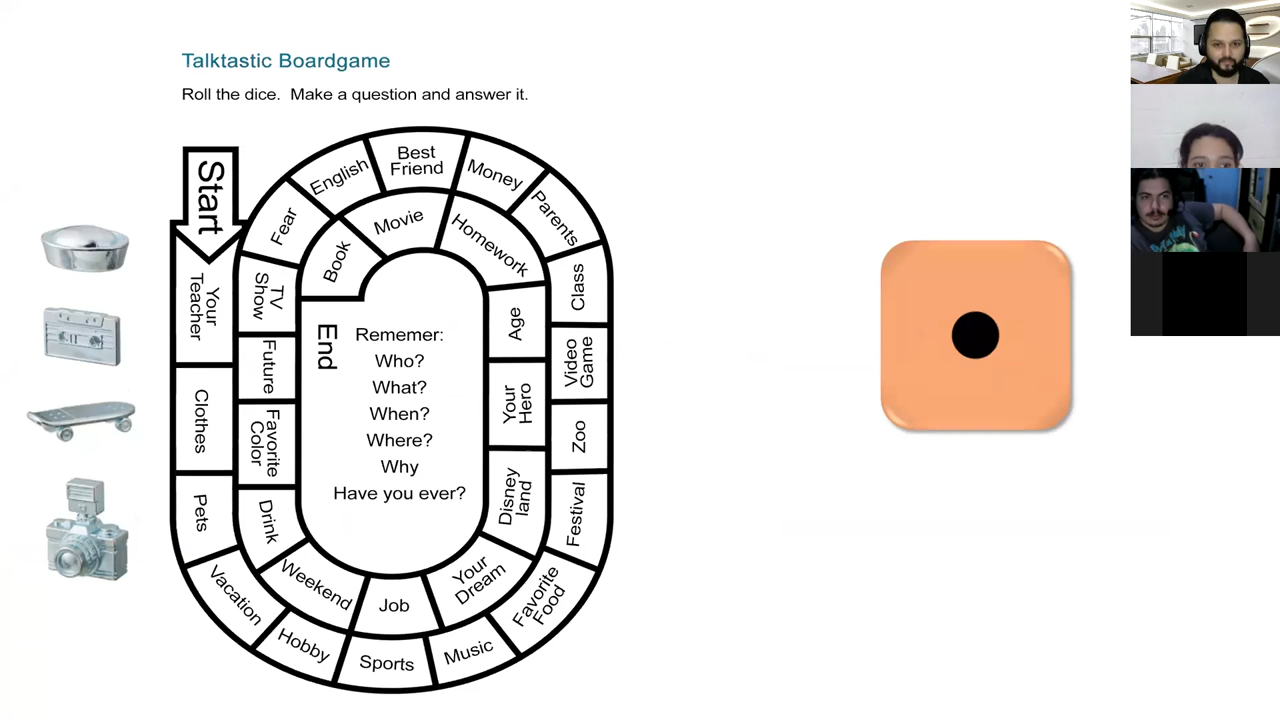 Talktastic Boardgame
Roll the dice.  Make a question and answer it.
Start
Your
Teacher
Clothes
Pets
Vacation
Hobby
Sports
Music
Favorite
Food
Festival
Zoo
Video
Game
Class
Parents
Money
Best
Friend
English
Fear
TV
Show
Future
Favorite
Color
Drink
Weekend
Job
Your
Dream
Disney
land
Your
Hero
Age
Homework
Movie
Book
End
Rememer:
Who?
What?
When?
Where?
Why
Have you ever?